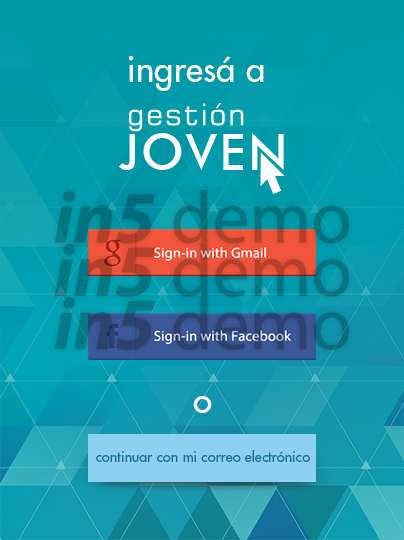 ingresá a
gestión
JOVEN
in5 demo
g Sign-in with Gmail
in5 demo
in5 demo
f Sign-in with Facebook
o
continuar con mi correo electrónico